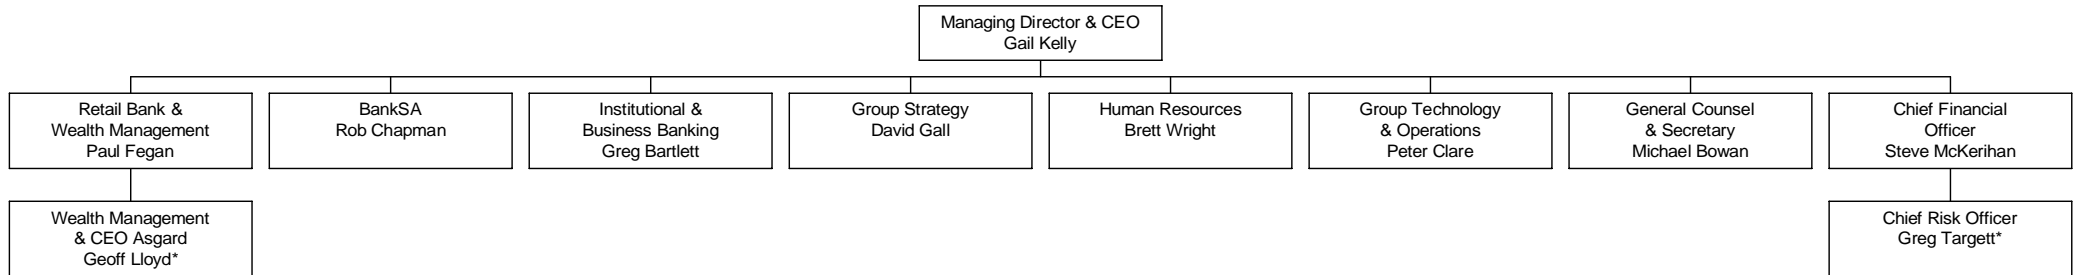 Managing Director & CEO
Gail Kelly
Retail Bank &
Wealth Management
Paul Fegan
BankSA
Rob Chapman
Institutional &
Business Banking
Greg Bartlett
Group Strategy
David Gall
Human Resources
Brett Wright
Group Technology
& Operations
Peter Clare
General Counsel
& Secretary
Michael Bowan
Chief Financial
Officer
Steve McKerihan
Wealth Management
& CEO Asgard
Geoff Lloyd*
Chief Risk Officer
Greg Targett*